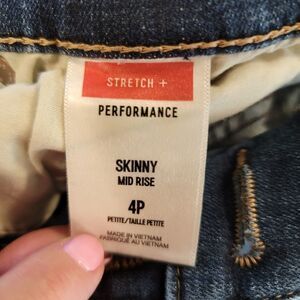 STRETCH +
PERFORMANCE
SKINNY
MID RISE
4P
PETITE/TAILLE PETITE
MADE IN VIETNAM
FABRIQUÉ AU VIETNAM